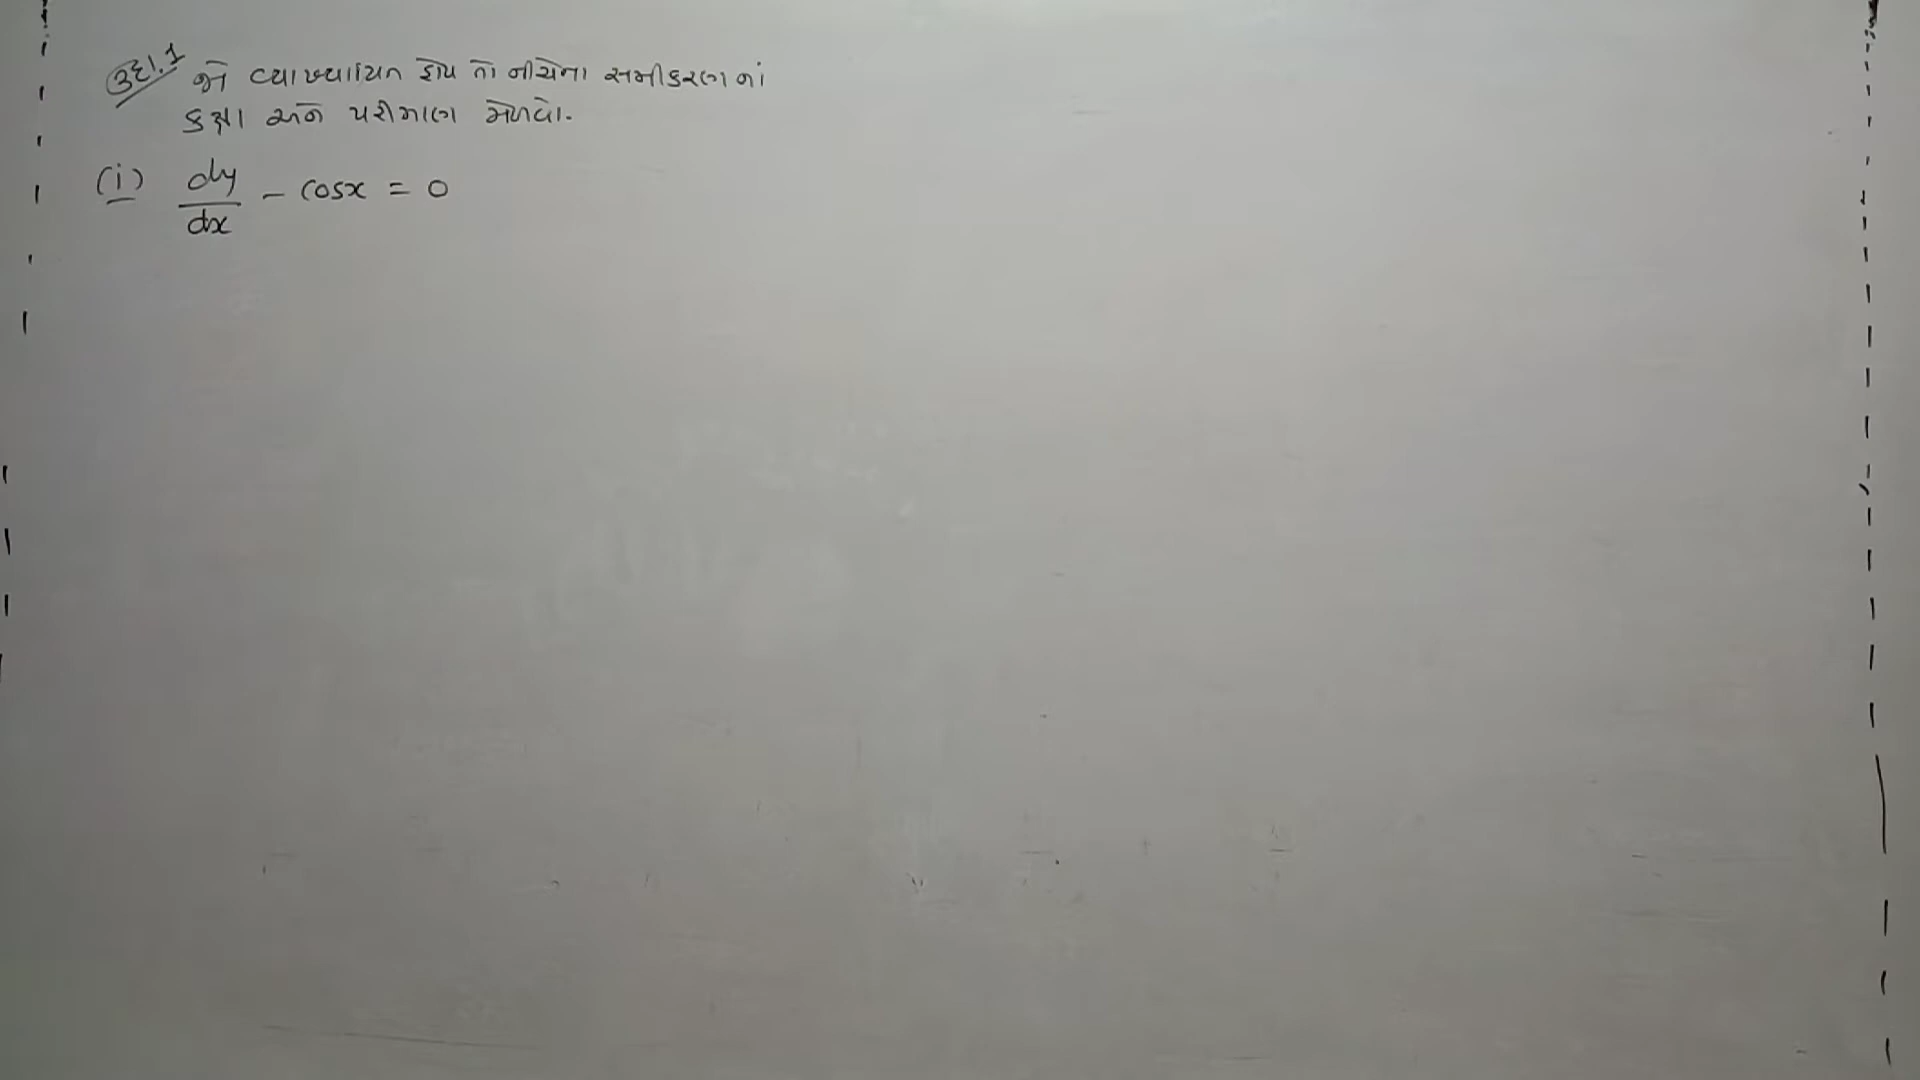 ઉદા.1 જો વ્યાખ્યાયિત હોય તો નીચેના સમીકરણનાં
કક્ષા અને પરીમાણ મેળવો.
(i) dy/dx - cosx = 0